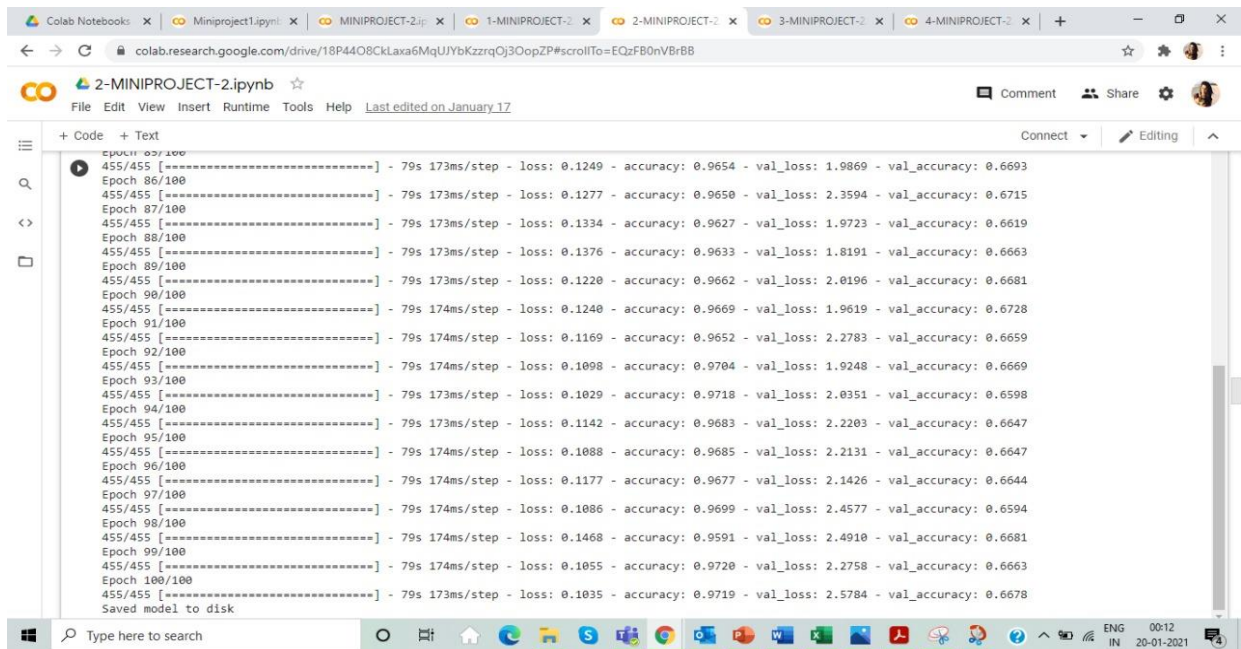 Colab Notebooks
Miniproject1.ipynb
MINIPROJECT-2.ip
1-MINIPROJECT-2
2-MINIPROJECT-2
3-MINIPROJECT-2
4-MINIPROJECT-2
colab.research.google.com/drive/18P44O8CkLaxa6MqUJYbKzzrqOj3OopZP#scrollTo=EQzFB0nVBrBB
CO 2-MINIPROJECT-2.ipynb
Comment Share
File Edit View Insert Runtime Tools Help Last edited on January 17
+ Code + Text Connect Editing
Epoch 85/100
455/455 [==============================] - 79s 173ms/step - loss: 0.1249 - accuracy: 0.9654 - val_loss: 1.9869 - val_accuracy: 0.6693
Epoch 86/100
455/455 [==============================] - 79s 173ms/step - loss: 0.1277 - accuracy: 0.9650 - val_loss: 2.3594 - val_accuracy: 0.6715
Epoch 87/100
455/455 [==============================] - 79s 173ms/step - loss: 0.1334 - accuracy: 0.9627 - val_loss: 1.9723 - val_accuracy: 0.6619
Epoch 88/100
455/455 [==============================] - 79s 173ms/step - loss: 0.1376 - accuracy: 0.9633 - val_loss: 1.8191 - val_accuracy: 0.6663
Epoch 89/100
455/455 [==============================] - 79s 173ms/step - loss: 0.1220 - accuracy: 0.9662 - val_loss: 2.0196 - val_accuracy: 0.6681
Epoch 90/100
455/455 [==============================] - 79s 173ms/step - loss: 0.1240 - accuracy: 0.9669 - val_loss: 1.9619 - val_accuracy: 0.6728
Epoch 91/100
455/455 [==============================] - 79s 174ms/step - loss: 0.1169 - accuracy: 0.9652 - val_loss: 2.2783 - val_accuracy: 0.6659
Epoch 92/100
455/455 [==============================] - 79s 174ms/step - loss: 0.1098 - accuracy: 0.9704 - val_loss: 1.9248 - val_accuracy: 0.6669
Epoch 93/100
455/455 [==============================] - 79s 173ms/step - loss: 0.1029 - accuracy: 0.9718 - val_loss: 2.0351 - val_accuracy: 0.6598
Epoch 94/100
455/455 [==============================] - 79s 173ms/step - loss: 0.1142 - accuracy: 0.9683 - val_loss: 2.2203 - val_accuracy: 0.6647
Epoch 95/100
455/455 [==============================] - 79s 174ms/step - loss: 0.1088 - accuracy: 0.9685 - val_loss: 2.2131 - val_accuracy: 0.6647
Epoch 96/100
455/455 [==============================] - 79s 174ms/step - loss: 0.1177 - accuracy: 0.9677 - val_loss: 2.1426 - val_accuracy: 0.6644
Epoch 97/100
455/455 [==============================] - 79s 174ms/step - loss: 0.1086 - accuracy: 0.9699 - val_loss: 2.4577 - val_accuracy: 0.6594
Epoch 98/100
455/455 [==============================] - 79s 174ms/step - loss: 0.1468 - accuracy: 0.9591 - val_loss: 2.4910 - val_accuracy: 0.6681
Epoch 99/100
455/455 [==============================] - 79s 174ms/step - loss: 0.1055 - accuracy: 0.9720 - val_loss: 2.2758 - val_accuracy: 0.6663
Epoch 100/100
455/455 [==============================] - 79s 173ms/step - loss: 0.1035 - accuracy: 0.9719 - val_loss: 2.5784 - val_accuracy: 0.6678
Saved model to disk
Type here to search
ENG 00:12
IN 20-01-2021